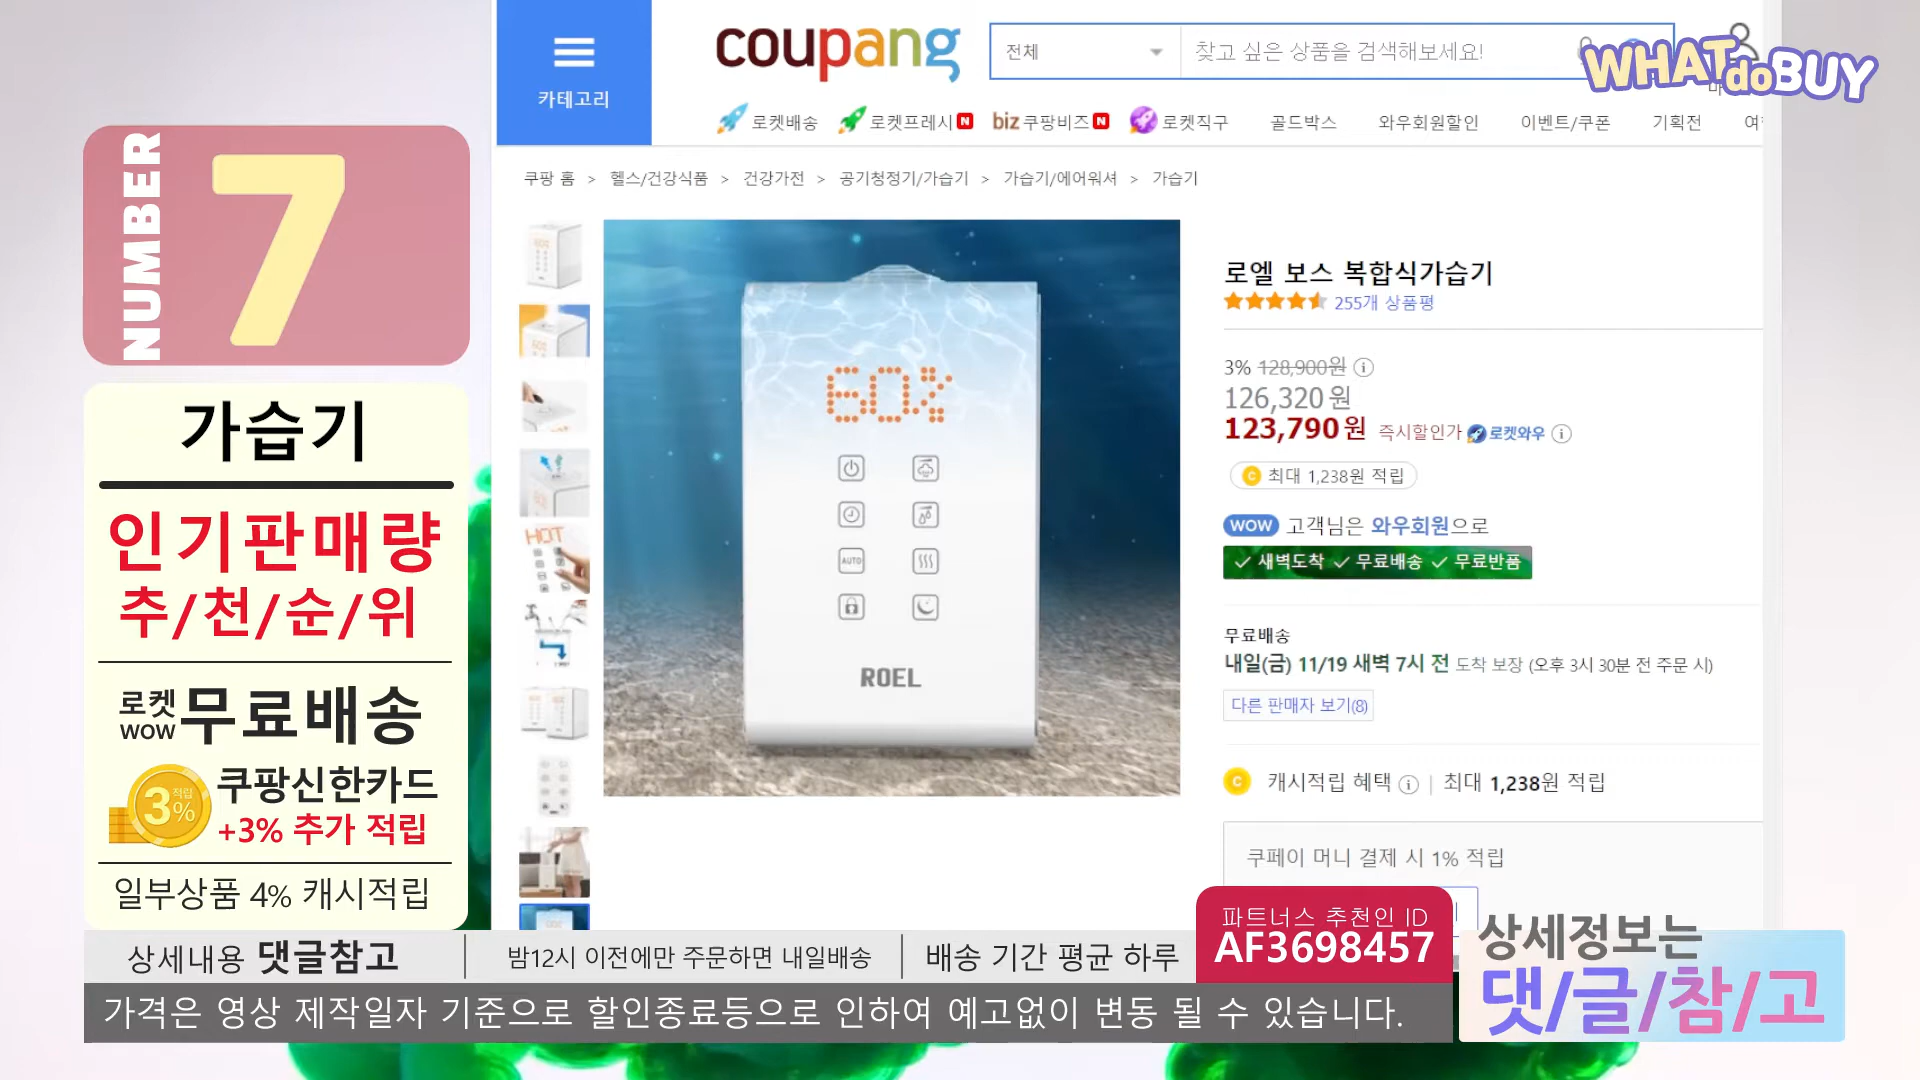 NUMBER
7
가습기
인기판매량
추/천/순/위
로켓
WOW
무료배송
3%
적립
쿠팡신한카드
+3% 추가 적립
일부상품 4% 캐시적립
카테고리
coupang
전체
찾고 싶은 상품을 검색해보세요!
WHAT do BUY
로켓배송
로켓프레시 N
biz 쿠팡비즈 N
로켓직구
골드박스
와우회원할인
이벤트/쿠폰
기획전
쿠팡 홈 > 헬스/건강식품 > 건강가전 > 공기청정기/가습기 > 가습기/에어워셔 > 가습기
60%
AUTO
ROEL
HOT
로엘 보스 복합식가습기
255개 상품평
3% 128,900원
126,320원
123,790원 즉시할인가 로켓와우
최대 1,238원 적립
WOW 고객님은 와우회원으로
✓ 새벽도착 ✓ 무료배송 ✓ 무료반품
무료배송
내일(금) 11/19 새벽 7시 전 도착 보장 (오후 3시 30분 전 주문 시)
다른 판매자 보기(8)
캐시적립 혜택 | 최대 1,238원 적립
쿠페이 머니 결제 시 1% 적립
상세내용 댓글참고
밤12시 이전에만 주문하면 내일배송
배송 기간 평균 하루
파트너스 추천인 ID
AF3698457
상세정보는
댓/글/참/고
가격은 영상 제작일자 기준으로 할인종료등으로 인하여 예고없이 변동 될 수 있습니다.